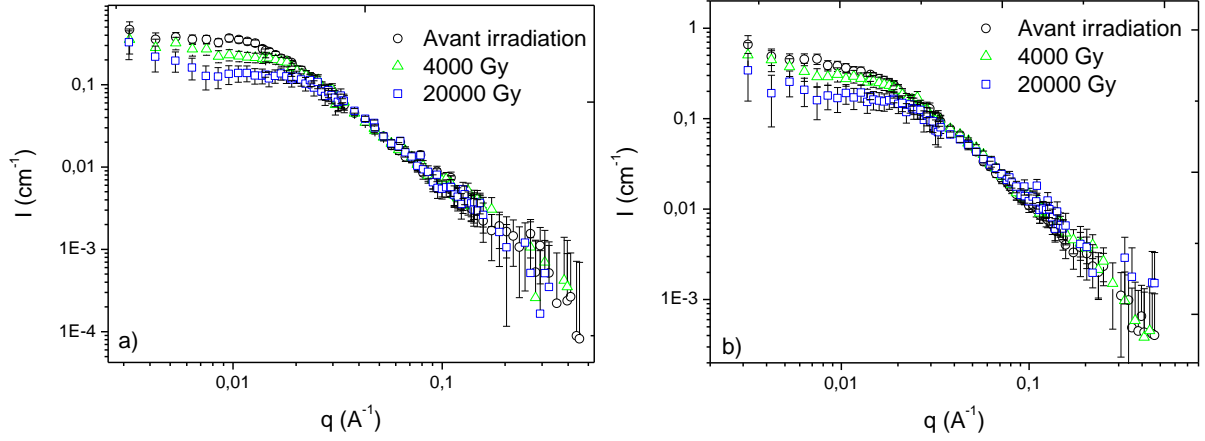 Avant irradiation
4000 Gy
20000 Gy
0,1
0,01
1E-3
1E-4
I (cm⁻¹)
a)
0,01
0,1
q (A⁻¹)
Avant irradiation
4000 Gy
20000 Gy
1
0,1
0,01
1E-3
I (cm⁻¹)
b)
0,01
0,1
q (A⁻¹)